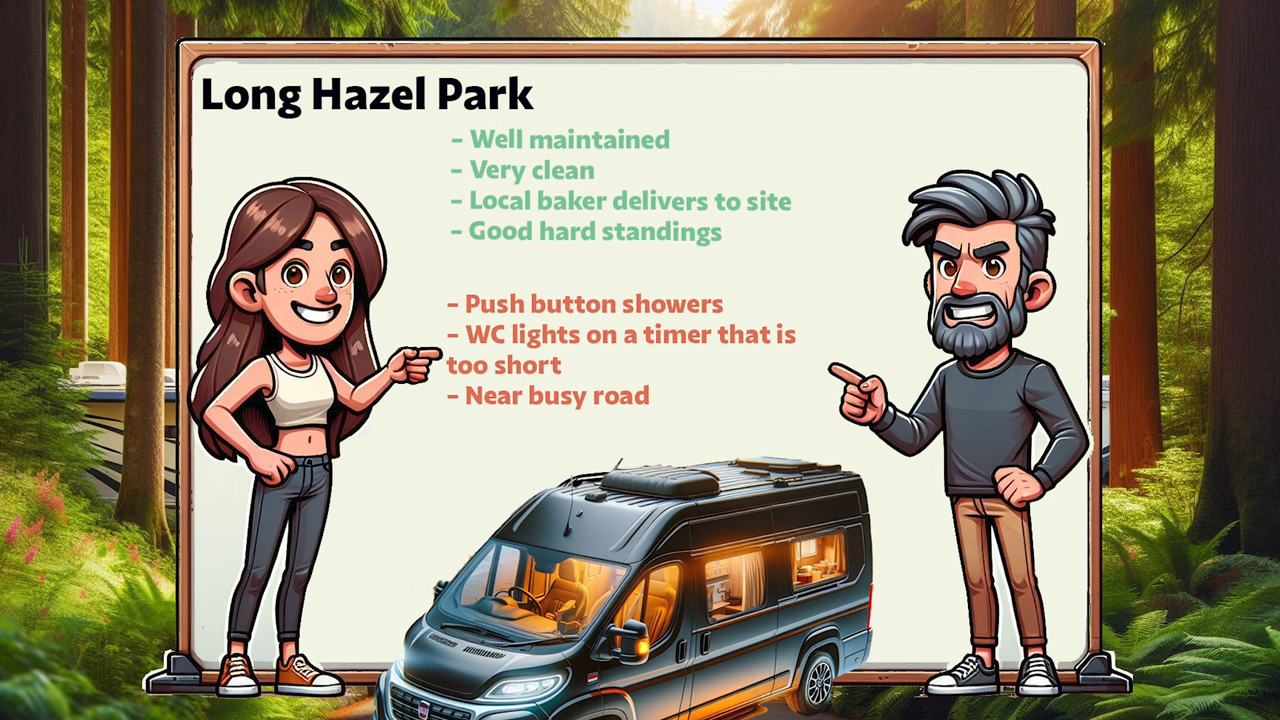 Long Hazel Park
- Well maintained
- Very clean
- Local baker delivers to site
- Good hard standings
- Push button showers
- WC lights on a timer that is
too short
- Near busy road